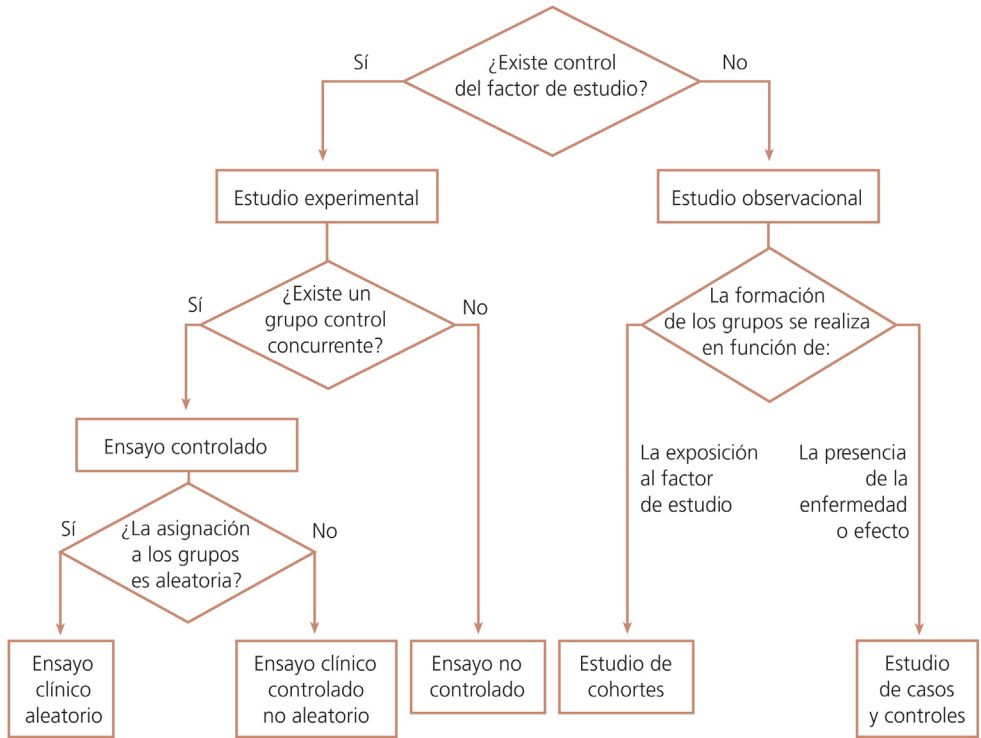 Sí
¿Existe control
del factor de estudio?
No
Estudio experimental
Estudio observacional
Sí
¿Existe un
grupo control
concurrente?
No
La formación
de los grupos se realiza
en función de:
Ensayo controlado
La exposición
al factor
de estudio
La presencia
de la
enfermedad
o efecto
Sí
¿La asignación
a los grupos
es aleatoria?
No
Ensayo
clínico
aleatorio
Ensayo clínico
controlado
no aleatorio
Ensayo no
controlado
Estudio de
cohortes
Estudio
de casos
y controles